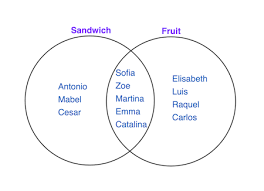 Sandwich
Fruit
Antonio
Mabel
Cesar
Sofia
Zoe
Martina
Emma
Catalina
Elisabeth
Luis
Raquel
Carlos